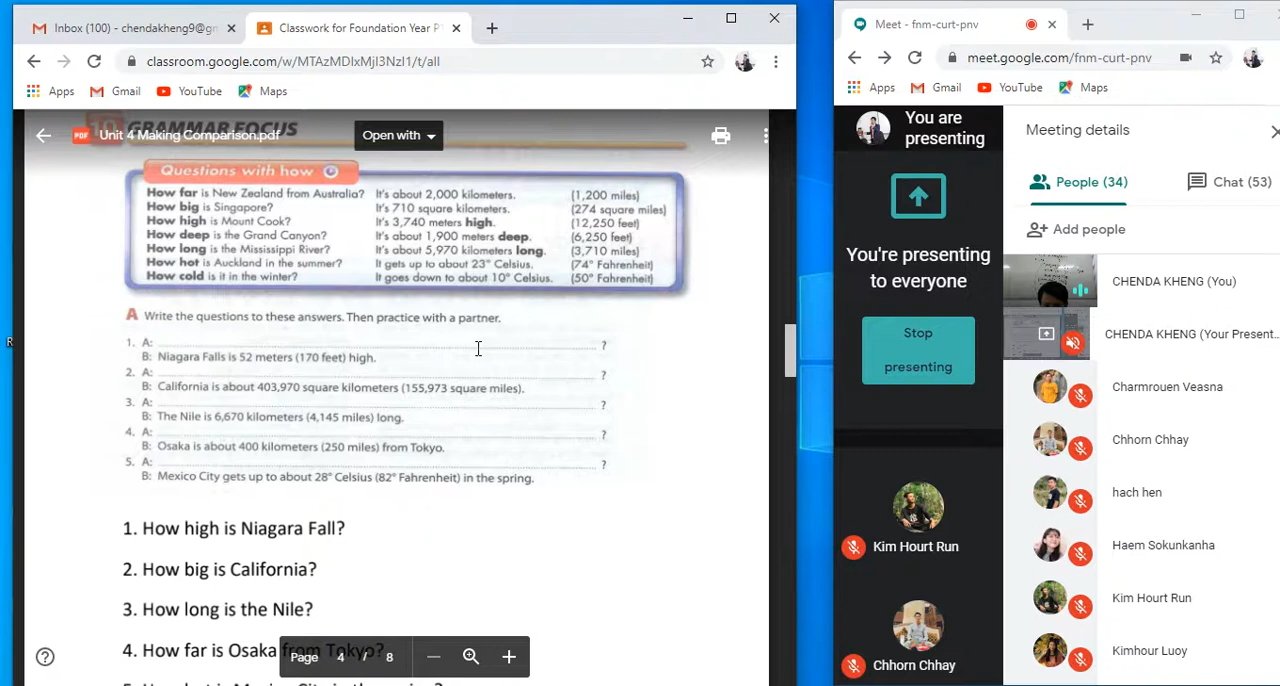 Inbox (100) - chendakheng9@gm
Classwork for Foundation Year P
classroom.google.com/w/MTAzMDIxMjI3NzI1/t/all
Apps Gmail YouTube Maps
10 GRAMMAR FOCUS
Unit 4 Making Comparison.pdf
Open with
Questions with how
How far is New Zealand from Australia? It's about 2,000 kilometers. (1,200 miles)
How big is Singapore? It's 710 square kilometers. (274 square miles)
How high is Mount Cook? It's 3,740 meters high. (12,250 feet)
How deep is the Grand Canyon? It's about 1,900 meters deep. (6,250 feet)
How long is the Mississippi River? It's about 5,970 kilometers long. (3,710 miles)
How hot is Auckland in the summer? It gets up to about 23° Celsius. (74° Fahrenheit)
How cold is it in the winter? It goes down to about 10° Celsius. (50° Fahrenheit)
A Write the questions to these answers. Then practice with a partner.
1. A: ?
B: Niagara Falls is 52 meters (170 feet) high.
2. A: ?
B: California is about 403,970 square kilometers (155,973 square miles).
3. A: ?
B: The Nile is 6,670 kilometers (4,145 miles) long.
4. A: ?
B: Osaka is about 400 kilometers (250 miles) from Tokyo.
5. A: ?
B: Mexico City gets up to about 28° Celsius (82° Fahrenheit) in the spring.
1. How high is Niagara Fall?
2. How big is California?
3. How long is the Nile?
4. How far is Osaka from Tokyo?
Page 4 / 8
R
Meet - fnm-curt-pnv
meet.google.com/fnm-curt-pnv
Apps Gmail YouTube Maps
You are
presenting
You're presenting
to everyone
Stop
presenting
Kim Hourt Run
Chhorn Chhay
Meeting details
People (34) Chat (53)
Add people
CHENDA KHENG (You)
CHENDA KHENG (Your Present...
Charmrouen Veasna
Chhorn Chhay
hach hen
Haem Sokunkanha
Kim Hourt Run
Kimhour Luoy